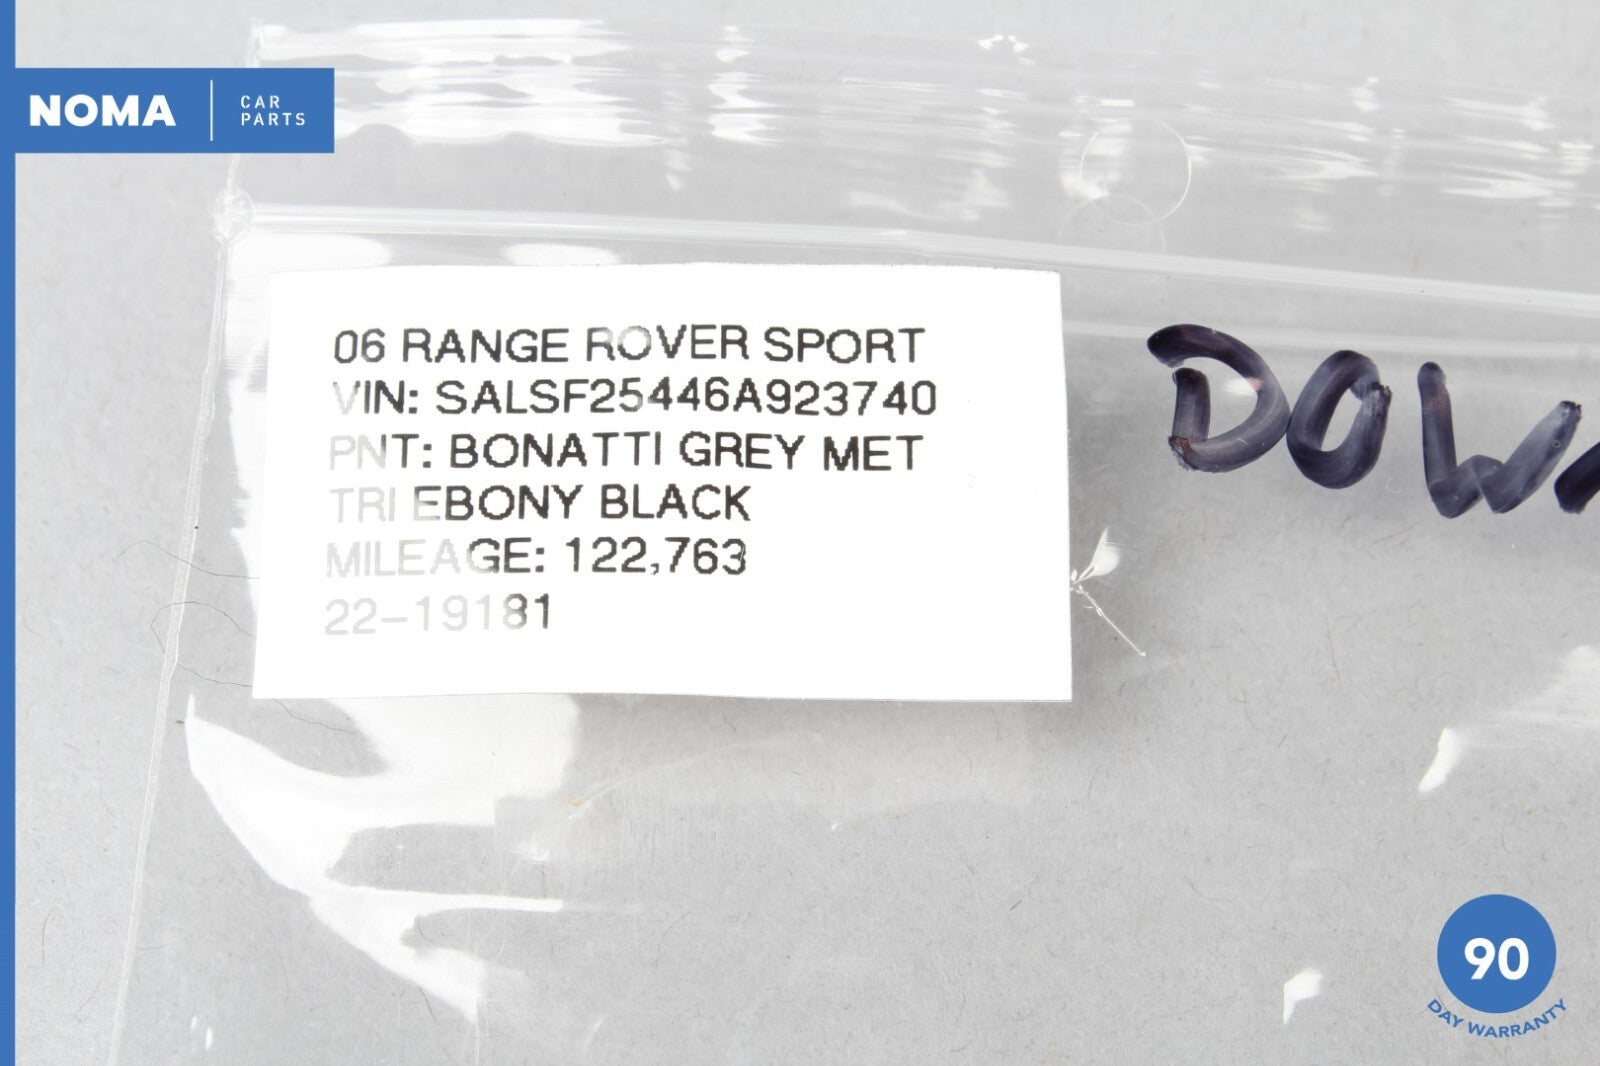 NOMA
CAR
PARTS
06 RANGE ROVER SPORT
VIN: SALSF25446A923740
PNT: BONATTI GREY MET
TRI EBONY BLACK
MILEAGE: 122,763
22-19181
90
DAY WARRANTY